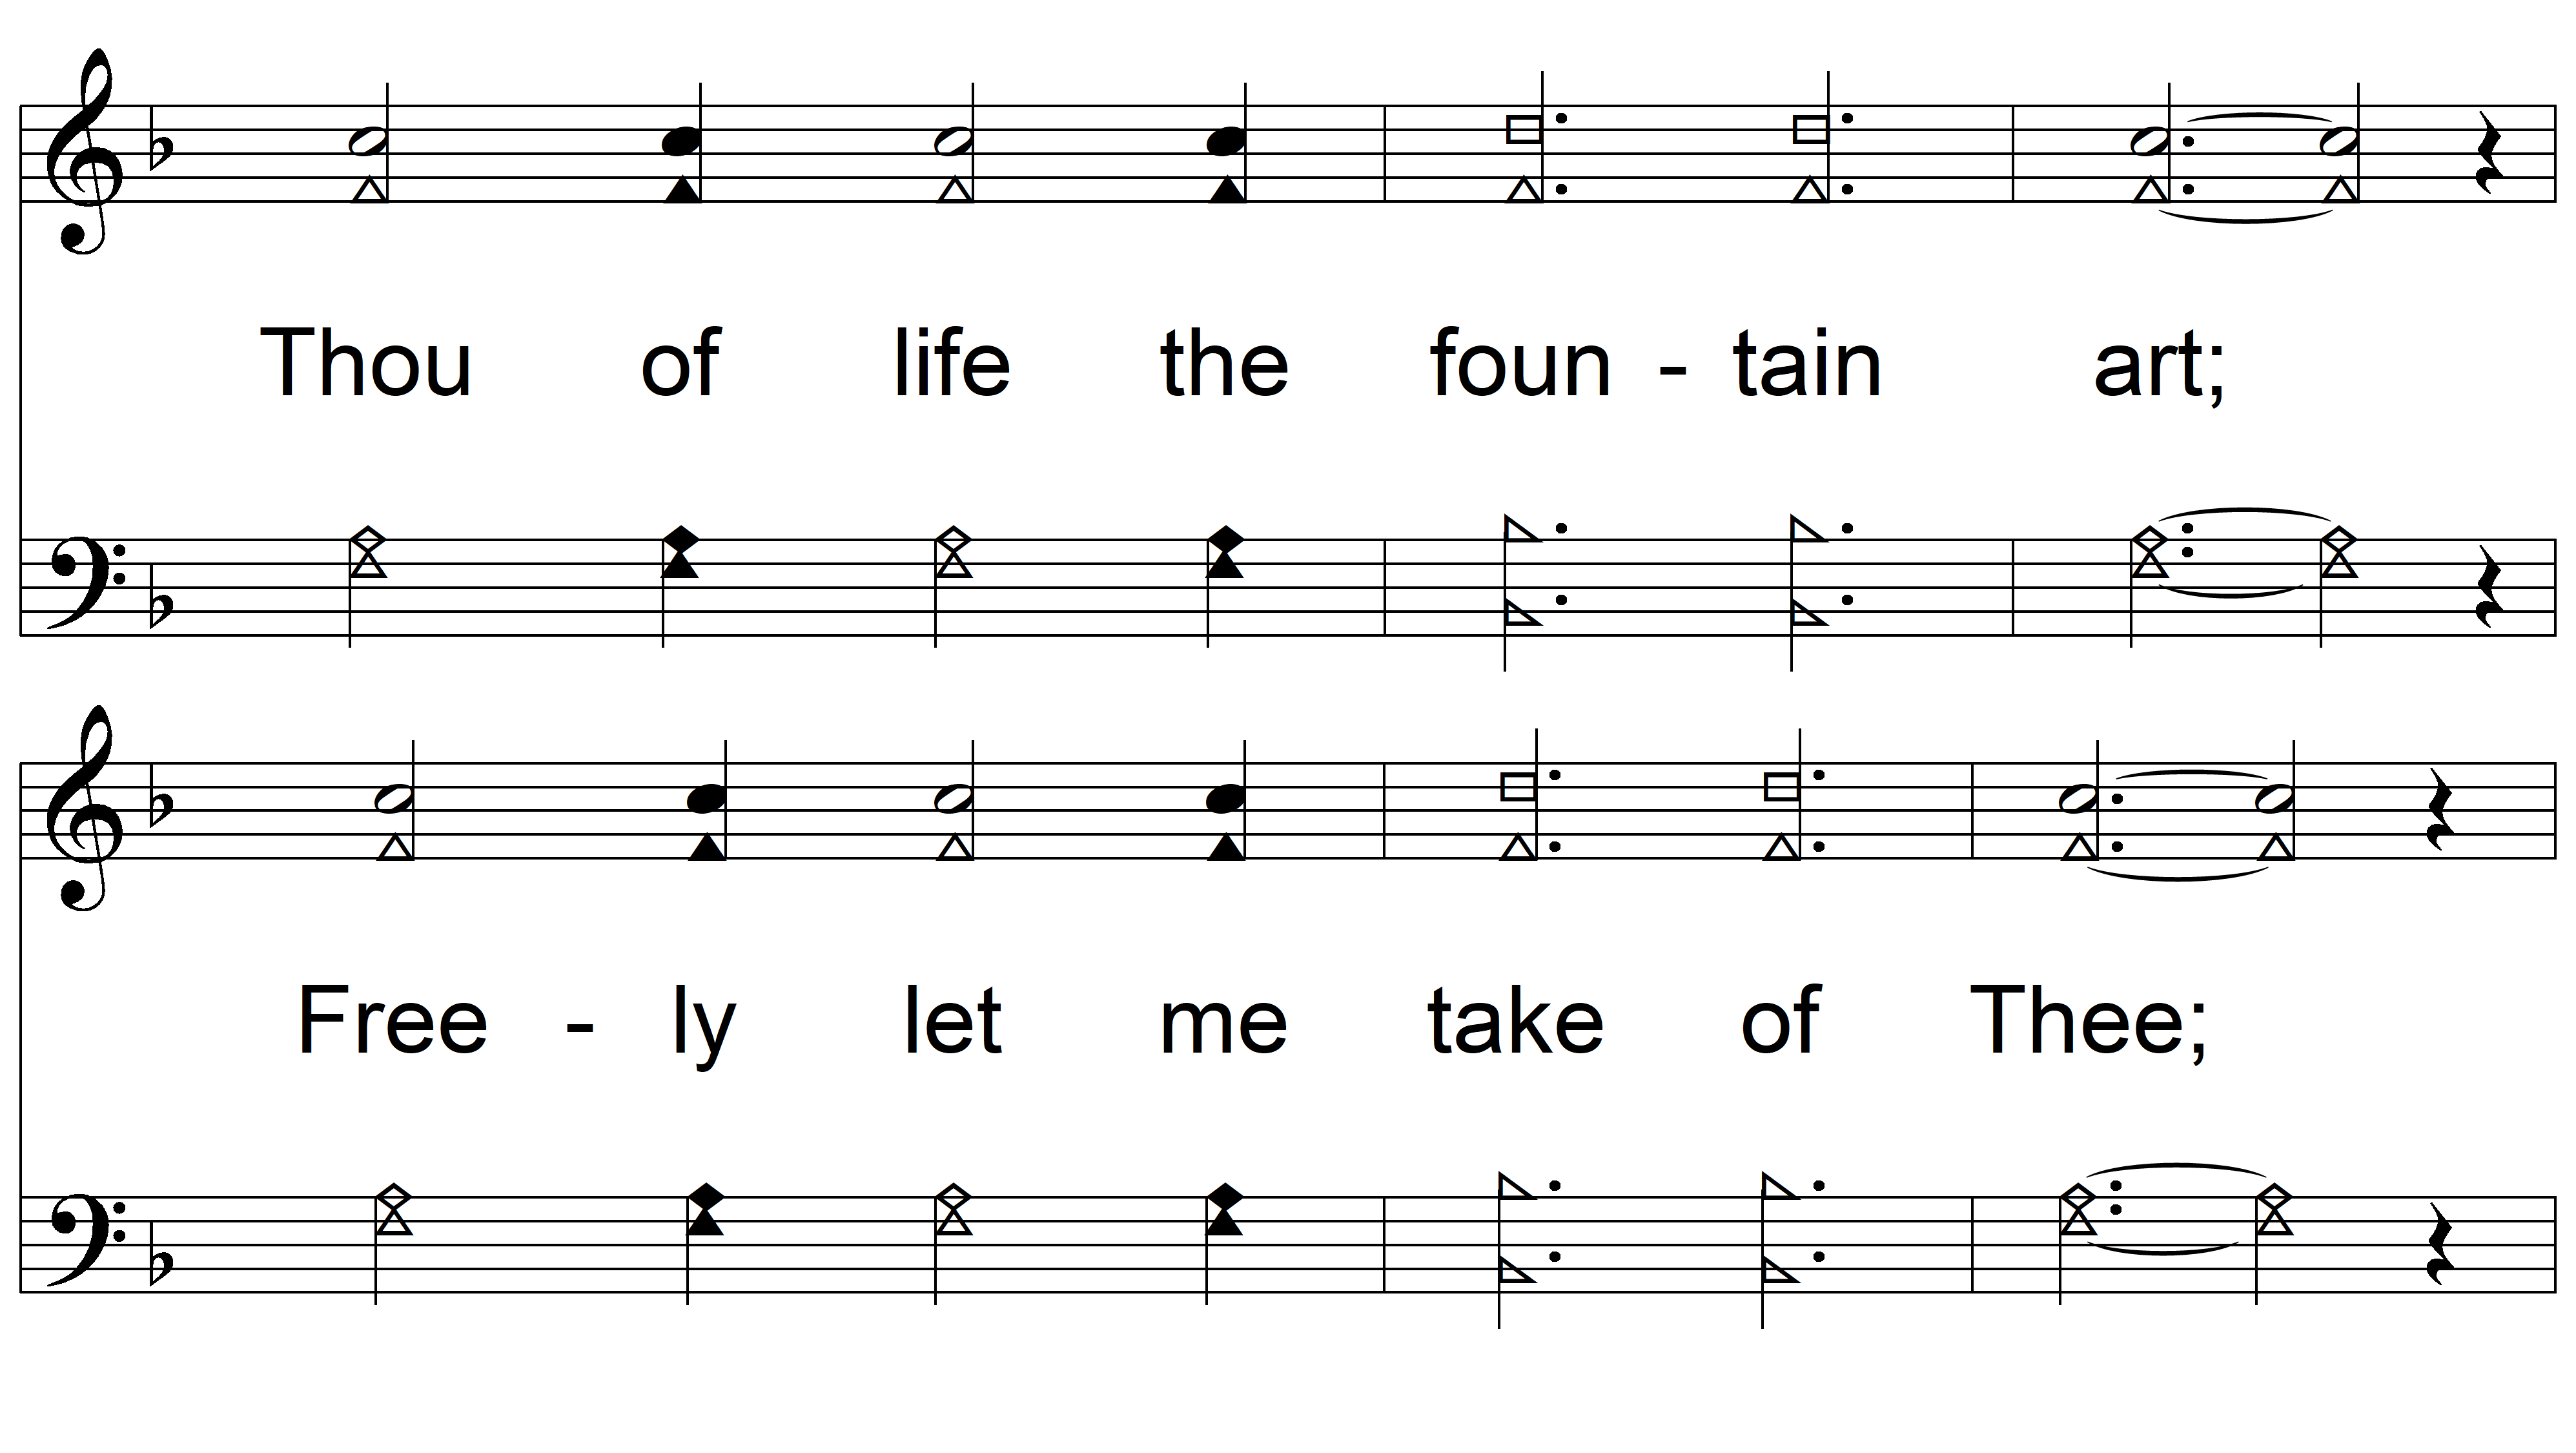 Thou of life the foun - tain art;
Free - ly let me take of Thee;